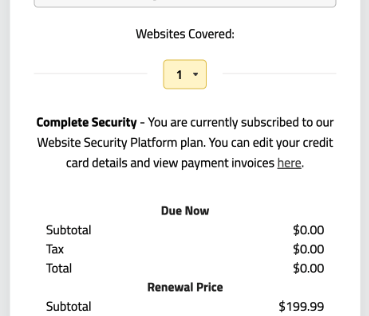 Websites Covered:
1
Complete Security - You are currently subscribed to our
Website Security Platform plan. You can edit your credit
card details and view payment invoices here.
Due Now
Subtotal $0.00
Tax $0.00
Total $0.00
Renewal Price
Subtotal $199.99